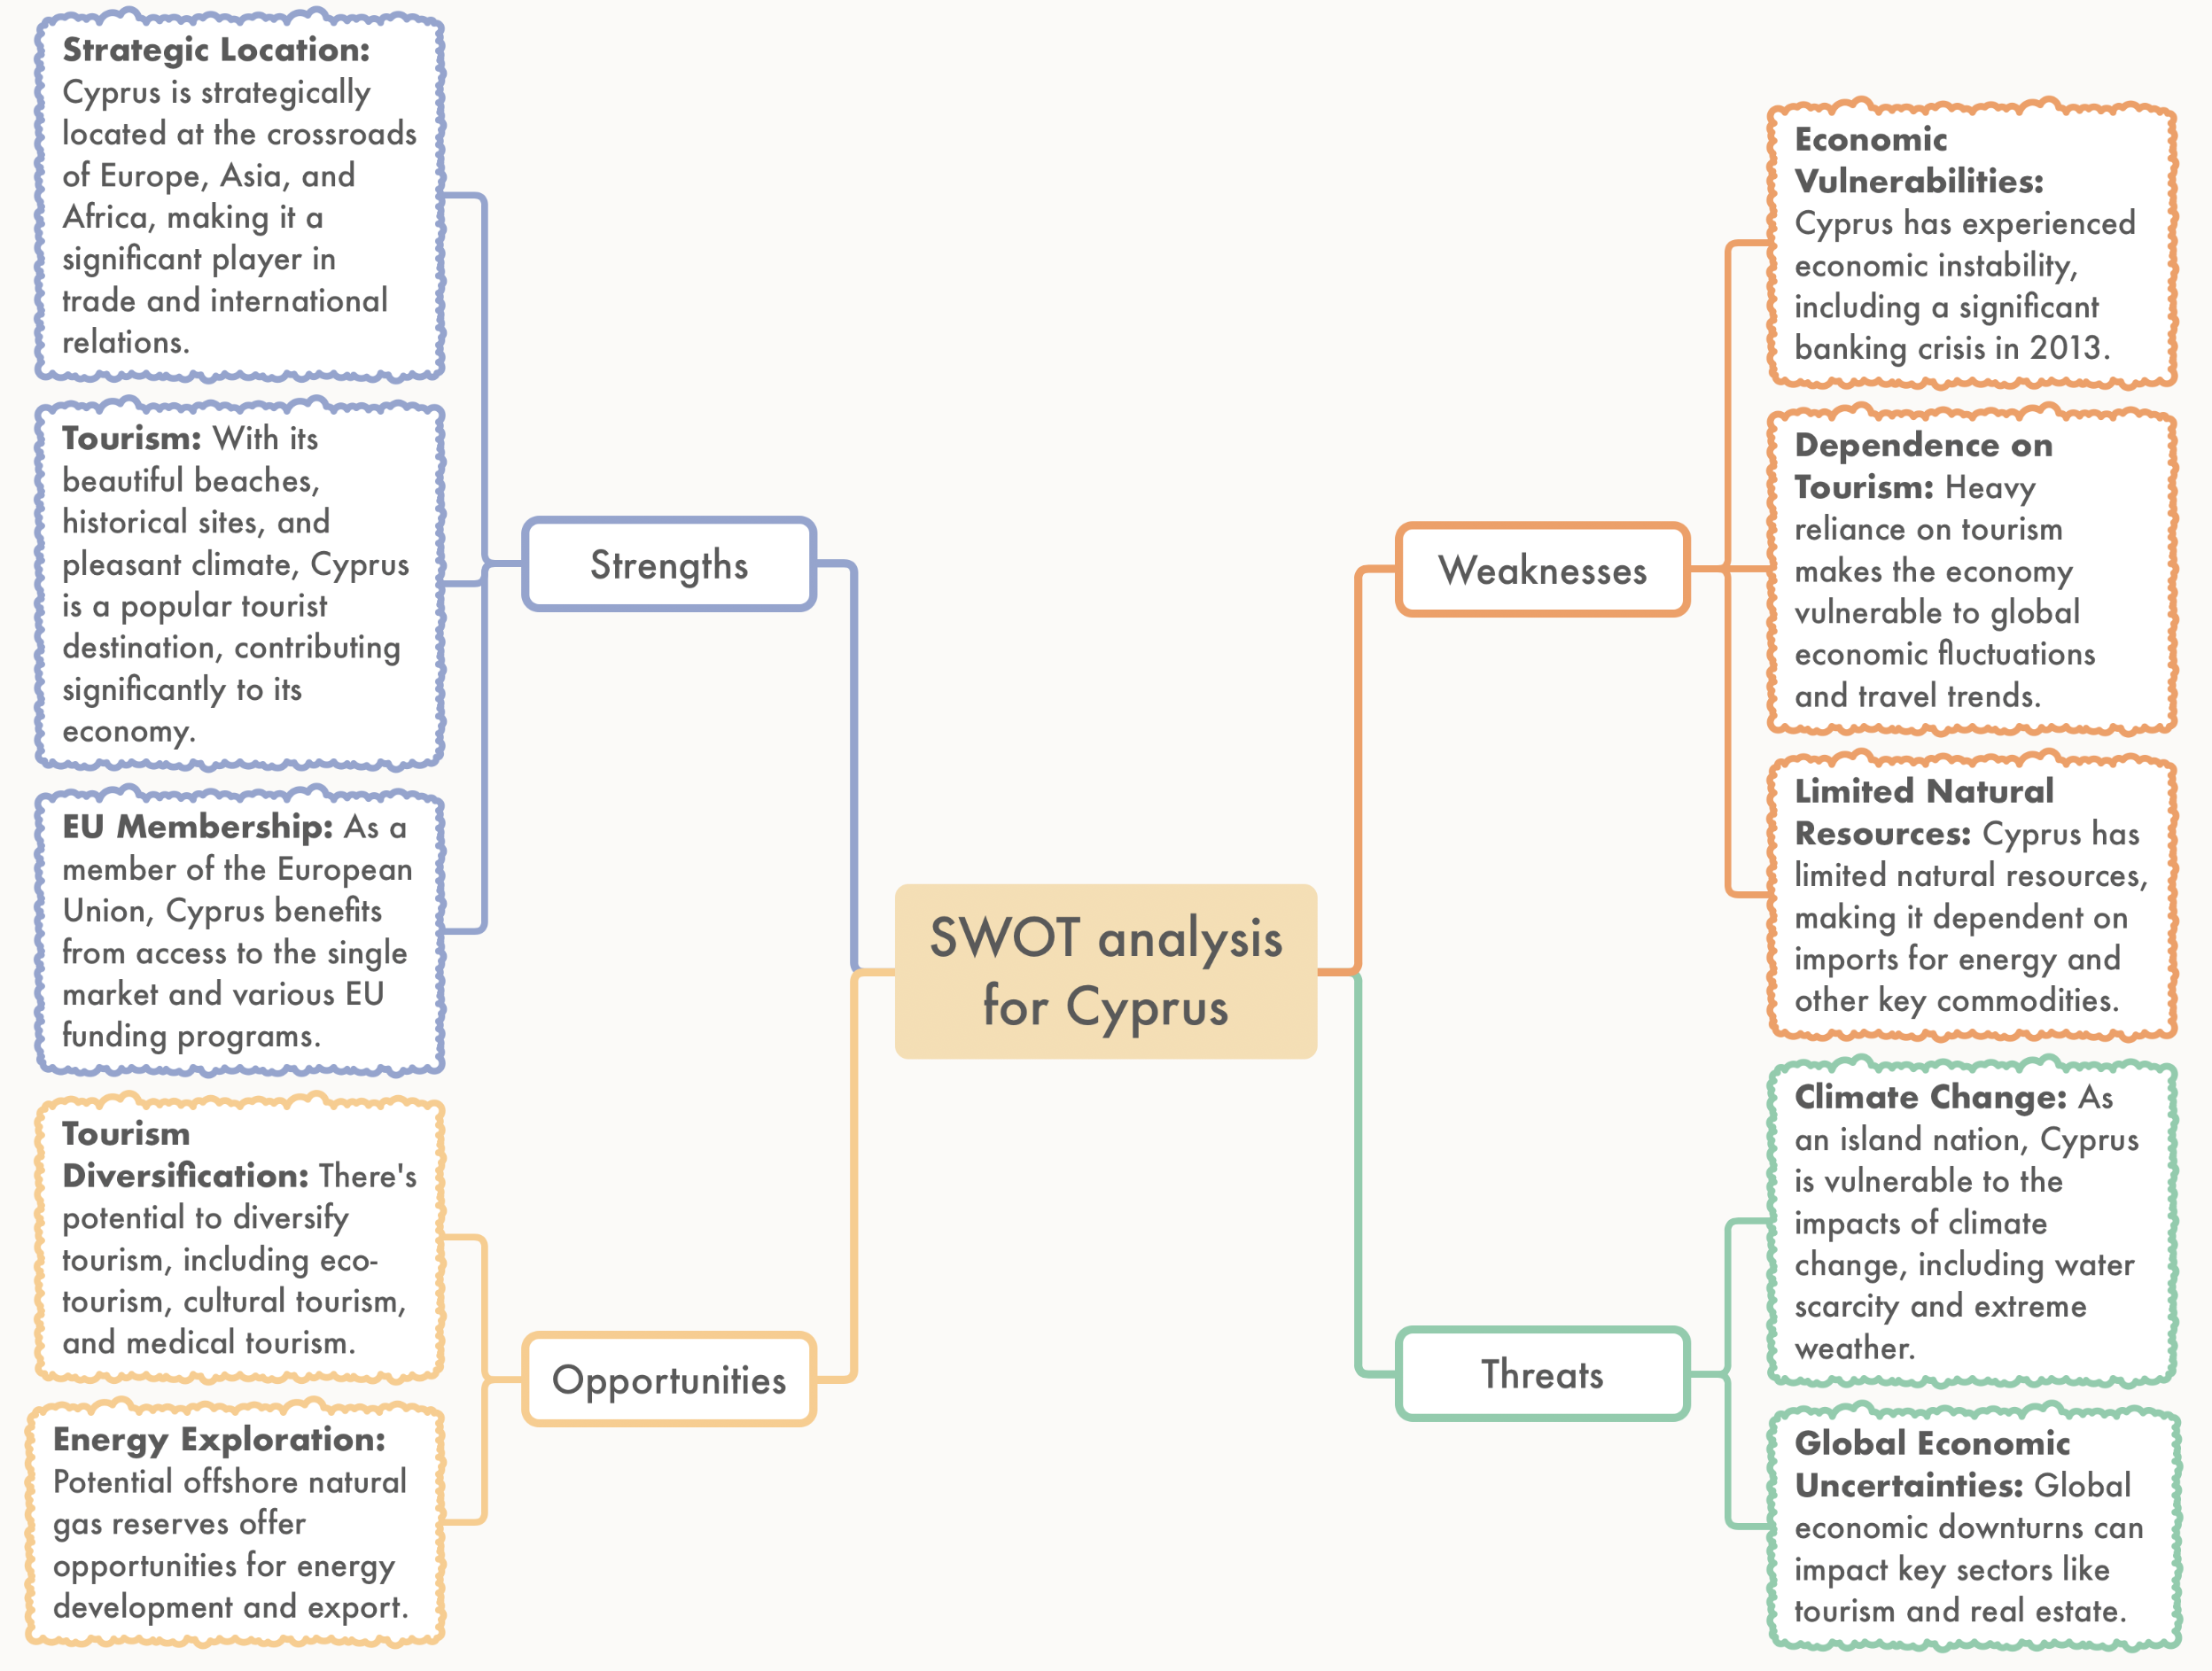 Strategic Location:
Cyprus is strategically
located at the crossroads
of Europe, Asia, and
Africa, making it a
significant player in
trade and international
relations.
Tourism: With its
beautiful beaches,
historical sites, and
pleasant climate, Cyprus
is a popular tourist
destination, contributing
significantly to its
economy.
EU Membership: As a
member of the European
Union, Cyprus benefits
from access to the single
market and various EU
funding programs.
Strengths
Tourism
Diversification: There's
potential to diversify
tourism, including eco-
tourism, cultural tourism,
and medical tourism.
Energy Exploration:
Potential offshore natural
gas reserves offer
opportunities for energy
development and export.
Opportunities
SWOT analysis
for Cyprus
Weaknesses
Economic
Vulnerabilities:
Cyprus has experienced
economic instability,
including a significant
banking crisis in 2013.
Dependence on
Tourism: Heavy
reliance on tourism
makes the economy
vulnerable to global
economic fluctuations
and travel trends.
Limited Natural
Resources: Cyprus has
limited natural resources,
making it dependent on
imports for energy and
other key commodities.
Threats
Climate Change: As
an island nation, Cyprus
is vulnerable to the
impacts of climate
change, including water
scarcity and extreme
weather.
Global Economic
Uncertainties: Global
economic downturns can
impact key sectors like
tourism and real estate.